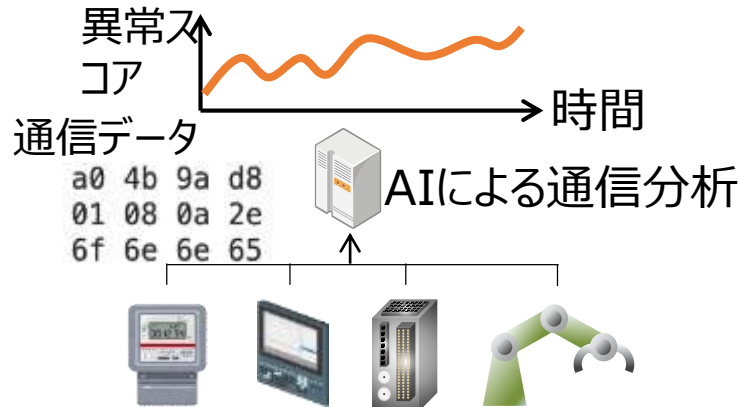 異常ス
コア
時間
通信データ
a0 4b 9a d8
01 08 0a 2e
6f 6e 6e 65
AIによる通信分析